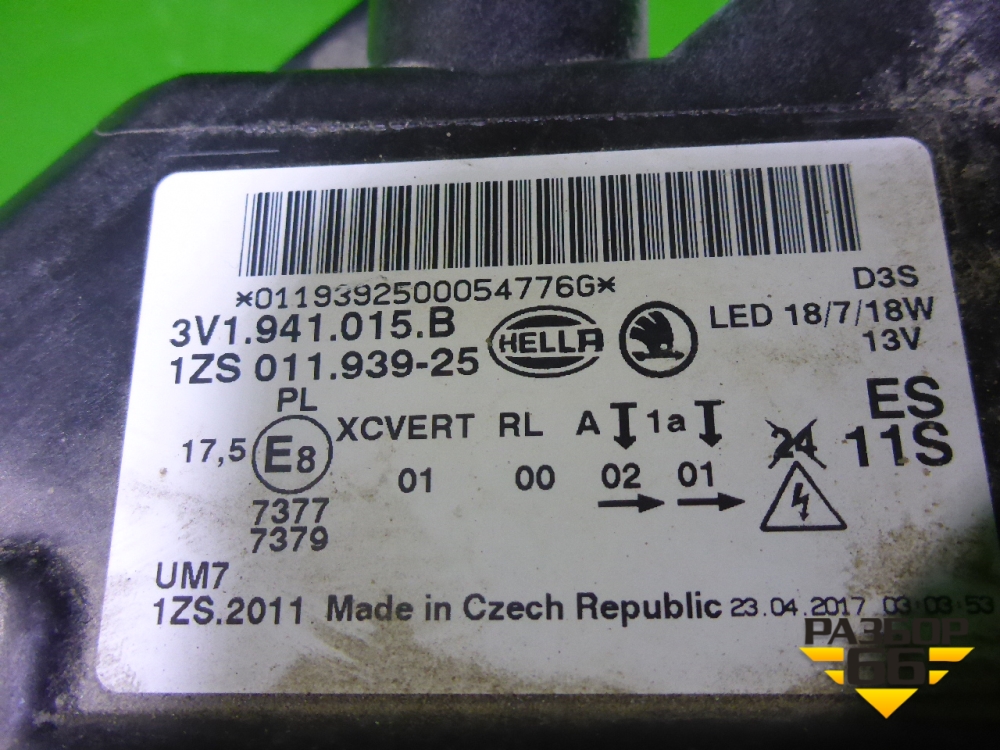 *0119392500054776G*
3V1.941.015.B
1ZS 011.939-25
HELLA
D3S
LED 18/7/18W
13V
PL
17,5 E8
7377
7379
XCVERT RL A 1a
01 00 02 01
24
ES
11S
UM7
1ZS.2011 Made in Czech Republic 23.04.2017 03:03:53
РАЗБОР
66